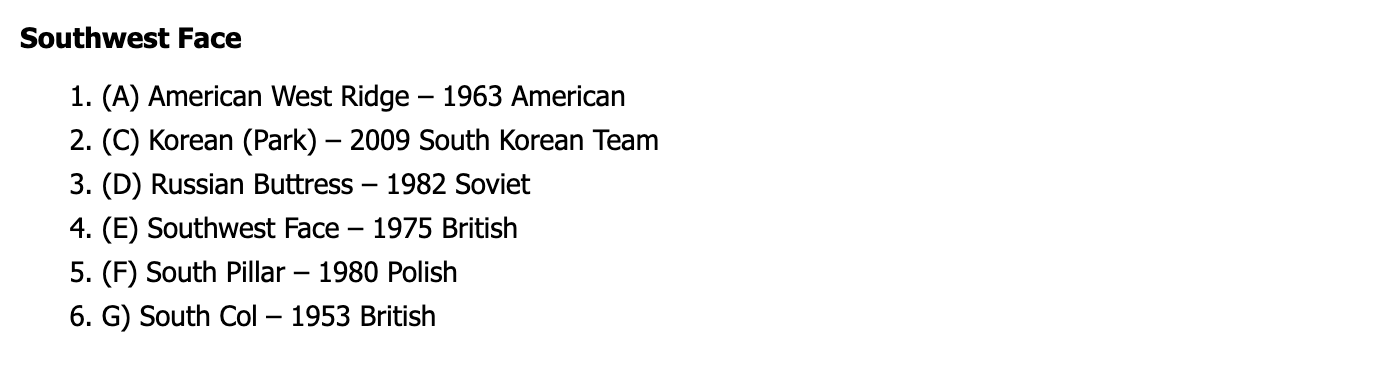 Southwest Face
1. (A) American West Ridge – 1963 American
2. (C) Korean (Park) – 2009 South Korean Team
3. (D) Russian Buttress – 1982 Soviet
4. (E) Southwest Face – 1975 British
5. (F) South Pillar – 1980 Polish
6. G) South Col – 1953 British